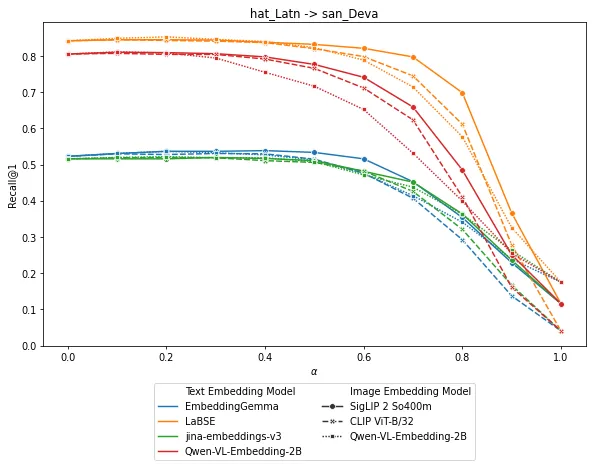 hat_Latn -> san_Deva
Recall@1
0.8
0.7
0.6
0.5
0.4
0.3
0.2
0.1
0.0
0.0 0.2 0.4 0.6 0.8 1.0
α
Text Embedding Model Image Embedding Model
EmbeddingGemma SigLIP 2 So400m
LaBSE CLIP ViT-B/32
jina-embeddings-v3 Qwen-VL-Embedding-2B
Qwen-VL-Embedding-2B